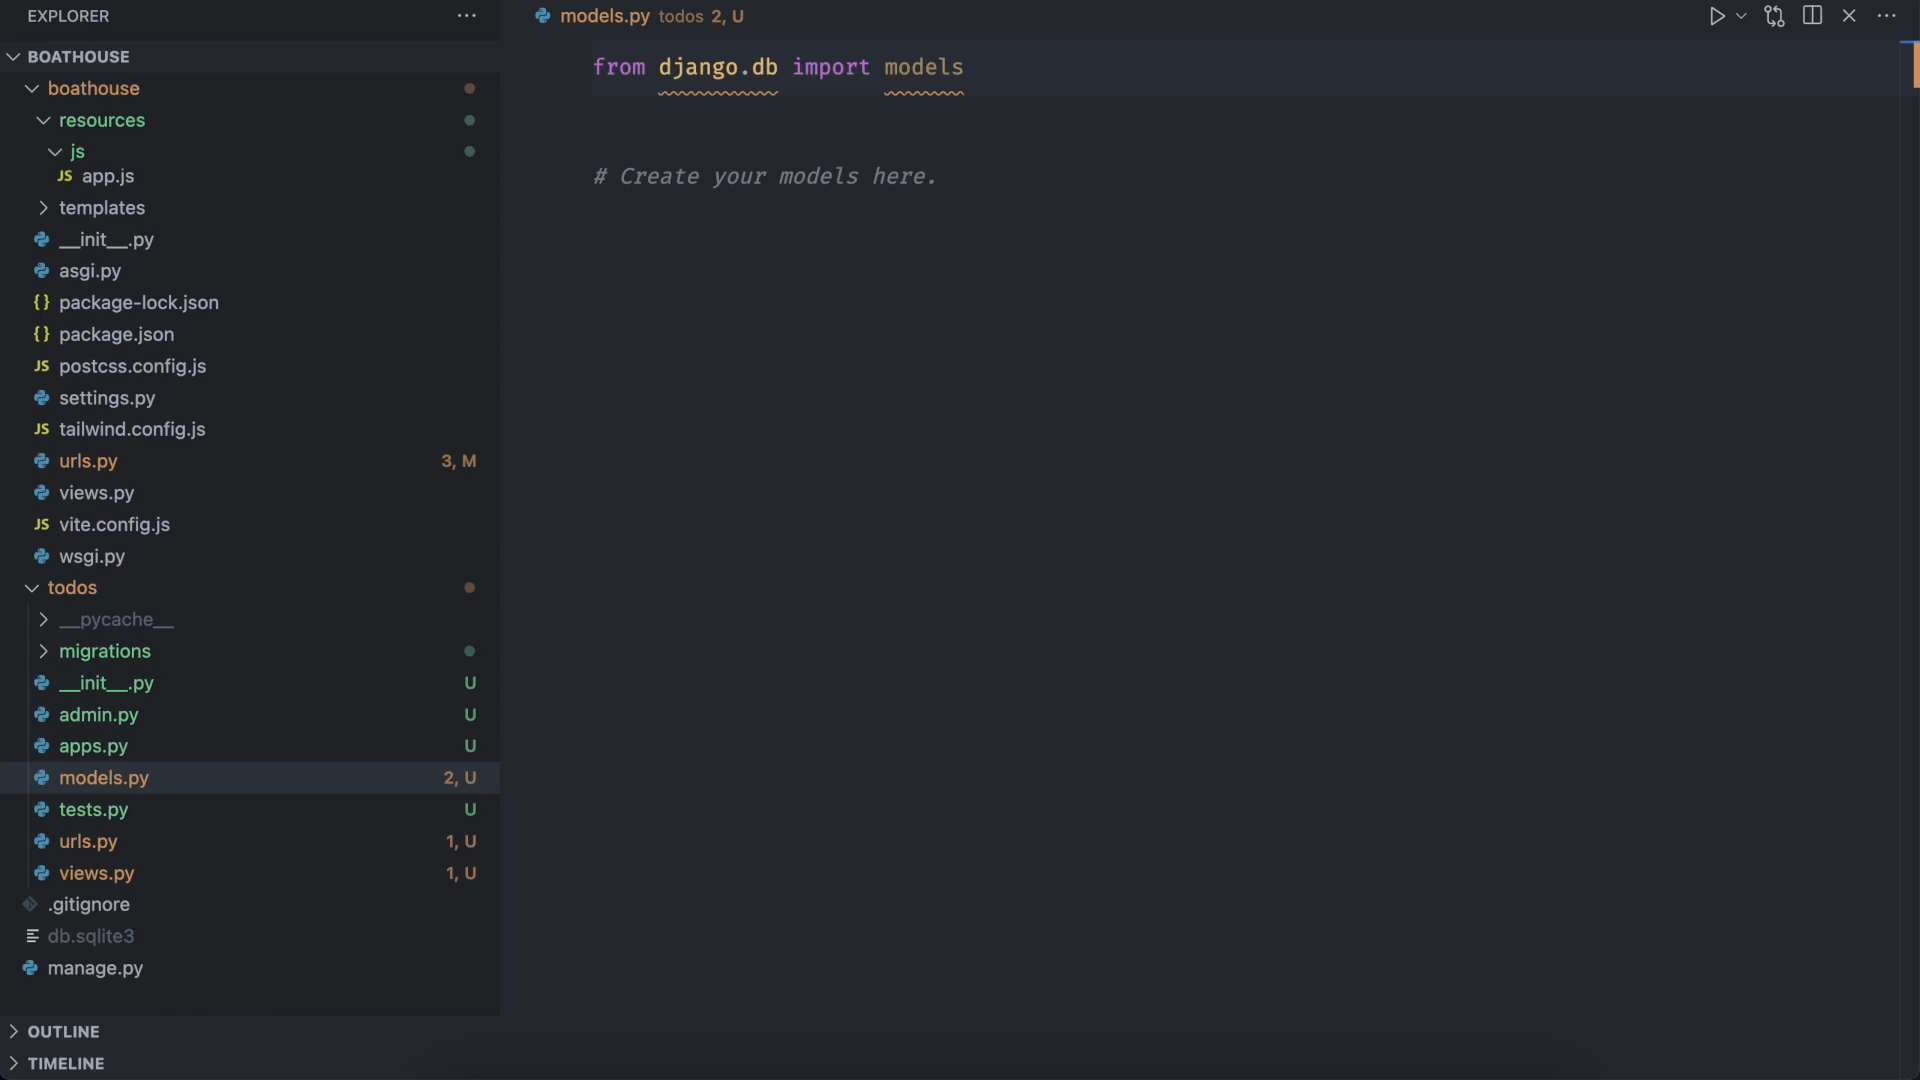 EXPLORER
BOATHOUSE
boathouse
resources
js
JS app.js
templates
__init__.py
asgi.py
{} package-lock.json
{} package.json
JS postcss.config.js
settings.py
JS tailwind.config.js
urls.py 3, M
views.py
JS vite.config.js
wsgi.py
todos
__pycache__
migrations
__init__.py U
admin.py U
apps.py U
models.py 2, U
tests.py U
urls.py 1, U
views.py 1, U
.gitignore
db.sqlite3
manage.py
OUTLINE
TIMELINE
models.py todos 2, U
from django.db import models
# Create your models here.